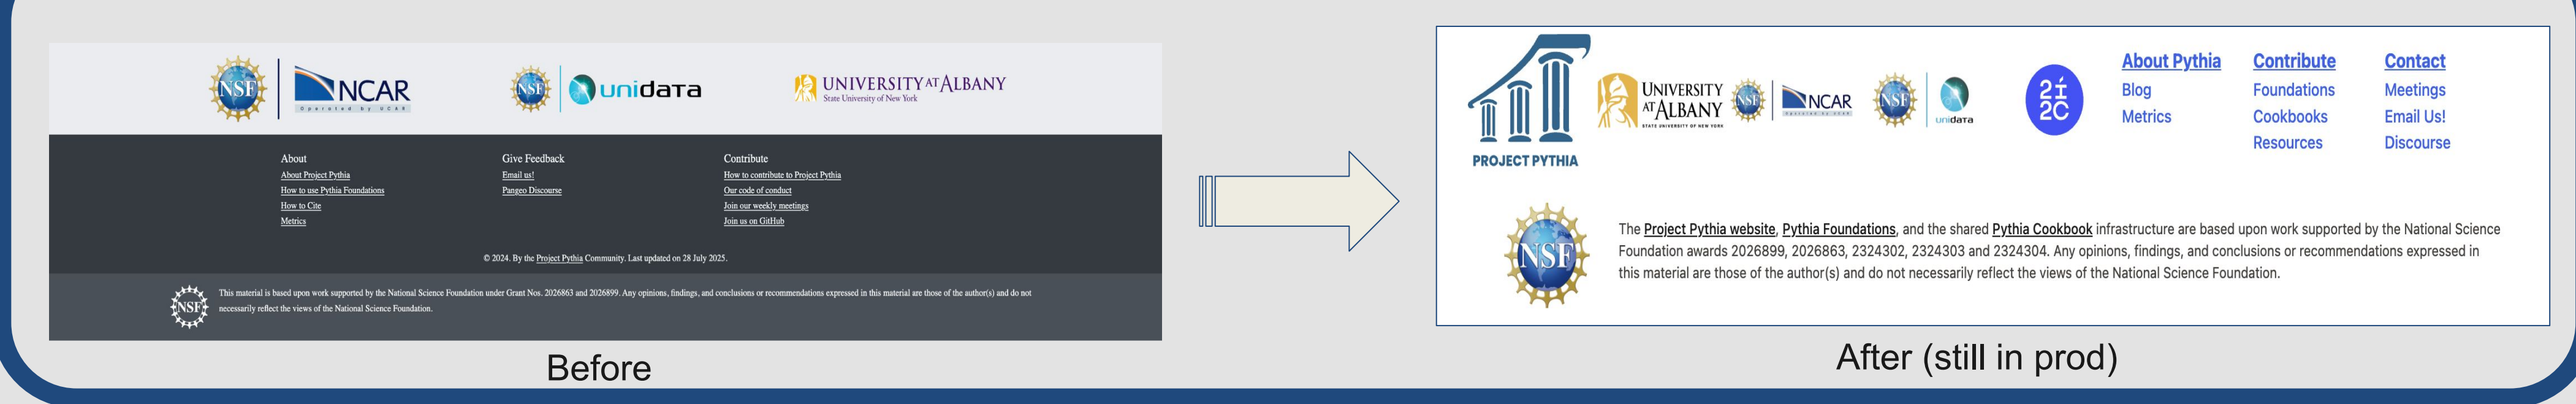 NSF
NCAR
Operated by UCAR
NSF
unidata
UNIVERSITY AT ALBANY
State University of New York
About
About Project Pythia
How to use Pythia Foundations
How to Cite
Metrics
Give Feedback
Email us!
Pangeo Discourse
Contribute
How to contribute to Project Pythia
Our code of conduct
Join our weekly meetings
Join us on GitHub
© 2024. By the Project Pythia Community. Last updated on 28 July 2025.
NSF
This material is based upon work supported by the National Science Foundation under Grant Nos. 2026863 and 2026899. Any opinions, findings, and conclusions or recommendations expressed in this material are those of the author(s) and do not
necessarily reflect the views of the National Science Foundation.
Before
PROJECT PYTHIA
UNIVERSITY
AT ALBANY
STATE UNIVERSITY OF NEW YORK
NSF
NCAR
Operated by UCAR
NSF
unidata
2i
2C
About Pythia
Blog
Metrics
Contribute
Foundations
Cookbooks
Resources
Contact
Meetings
Email Us!
Discourse
NSF
The Project Pythia website, Pythia Foundations, and the shared Pythia Cookbook infrastructure are based upon work supported by the National Science
Foundation awards 2026899, 2026863, 2324302, 2324303 and 2324304. Any opinions, findings, and conclusions or recommendations expressed in
this material are those of the author(s) and do not necessarily reflect the views of the National Science Foundation.
After (still in prod)